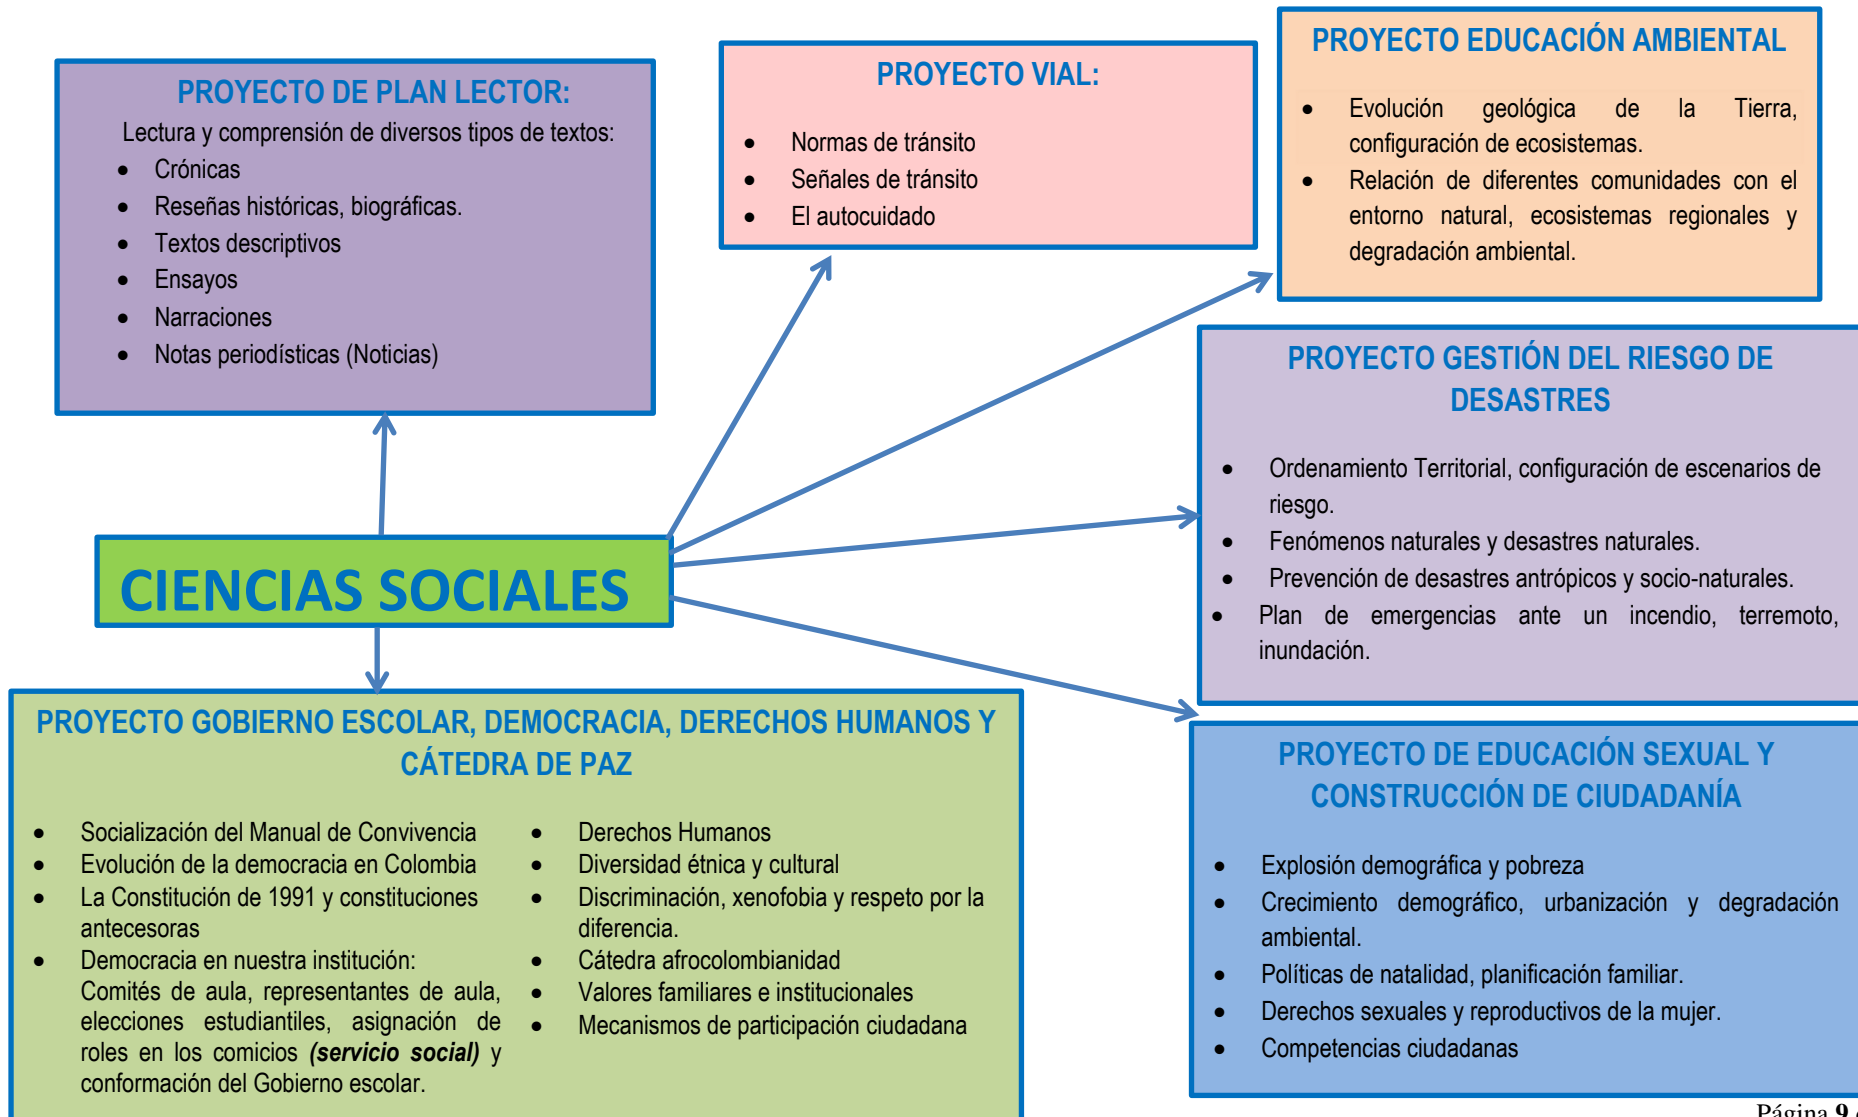 PROYECTO DE PLAN LECTOR:
Lectura y comprensión de diversos tipos de textos:
• Crónicas
• Reseñas históricas, biográficas.
• Textos descriptivos
• Ensayos
• Narraciones
• Notas periodísticas (Noticias)
PROYECTO VIAL:
• Normas de tránsito
• Señales de tránsito
• El autocuidado
PROYECTO EDUCACIÓN AMBIENTAL
• Evolución geológica de la Tierra,
configuración de ecosistemas.
• Relación de diferentes comunidades con el
entorno natural, ecosistemas regionales y
degradación ambiental.
PROYECTO GESTIÓN DEL RIESGO DE
DESASTRES
• Ordenamiento Territorial, configuración de escenarios de
riesgo.
• Fenómenos naturales y desastres naturales.
• Prevención de desastres antrópicos y socio-naturales.
• Plan de emergencias ante un incendio, terremoto,
inundación.
CIENCIAS SOCIALES
PROYECTO GOBIERNO ESCOLAR, DEMOCRACIA, DERECHOS HUMANOS Y
CÁTEDRA DE PAZ
• Socialización del Manual de Convivencia
• Evolución de la democracia en Colombia
• La Constitución de 1991 y constituciones
antecesoras
• Democracia en nuestra institución:
Comités de aula, representantes de aula,
elecciones estudiantiles, asignación de
roles en los comicios (servicio social) y
conformación del Gobierno escolar.
• Derechos Humanos
• Diversidad étnica y cultural
• Discriminación, xenofobia y respeto por la
diferencia.
• Cátedra afrocolombianidad
• Valores familiares e institucionales
• Mecanismos de participación ciudadana
PROYECTO DE EDUCACIÓN SEXUAL Y
CONSTRUCCIÓN DE CIUDADANÍA
• Explosión demográfica y pobreza
• Crecimiento demográfico, urbanización y degradación
ambiental.
• Políticas de natalidad, planificación familiar.
• Derechos sexuales y reproductivos de la mujer.
• Competencias ciudadanas
Página 9